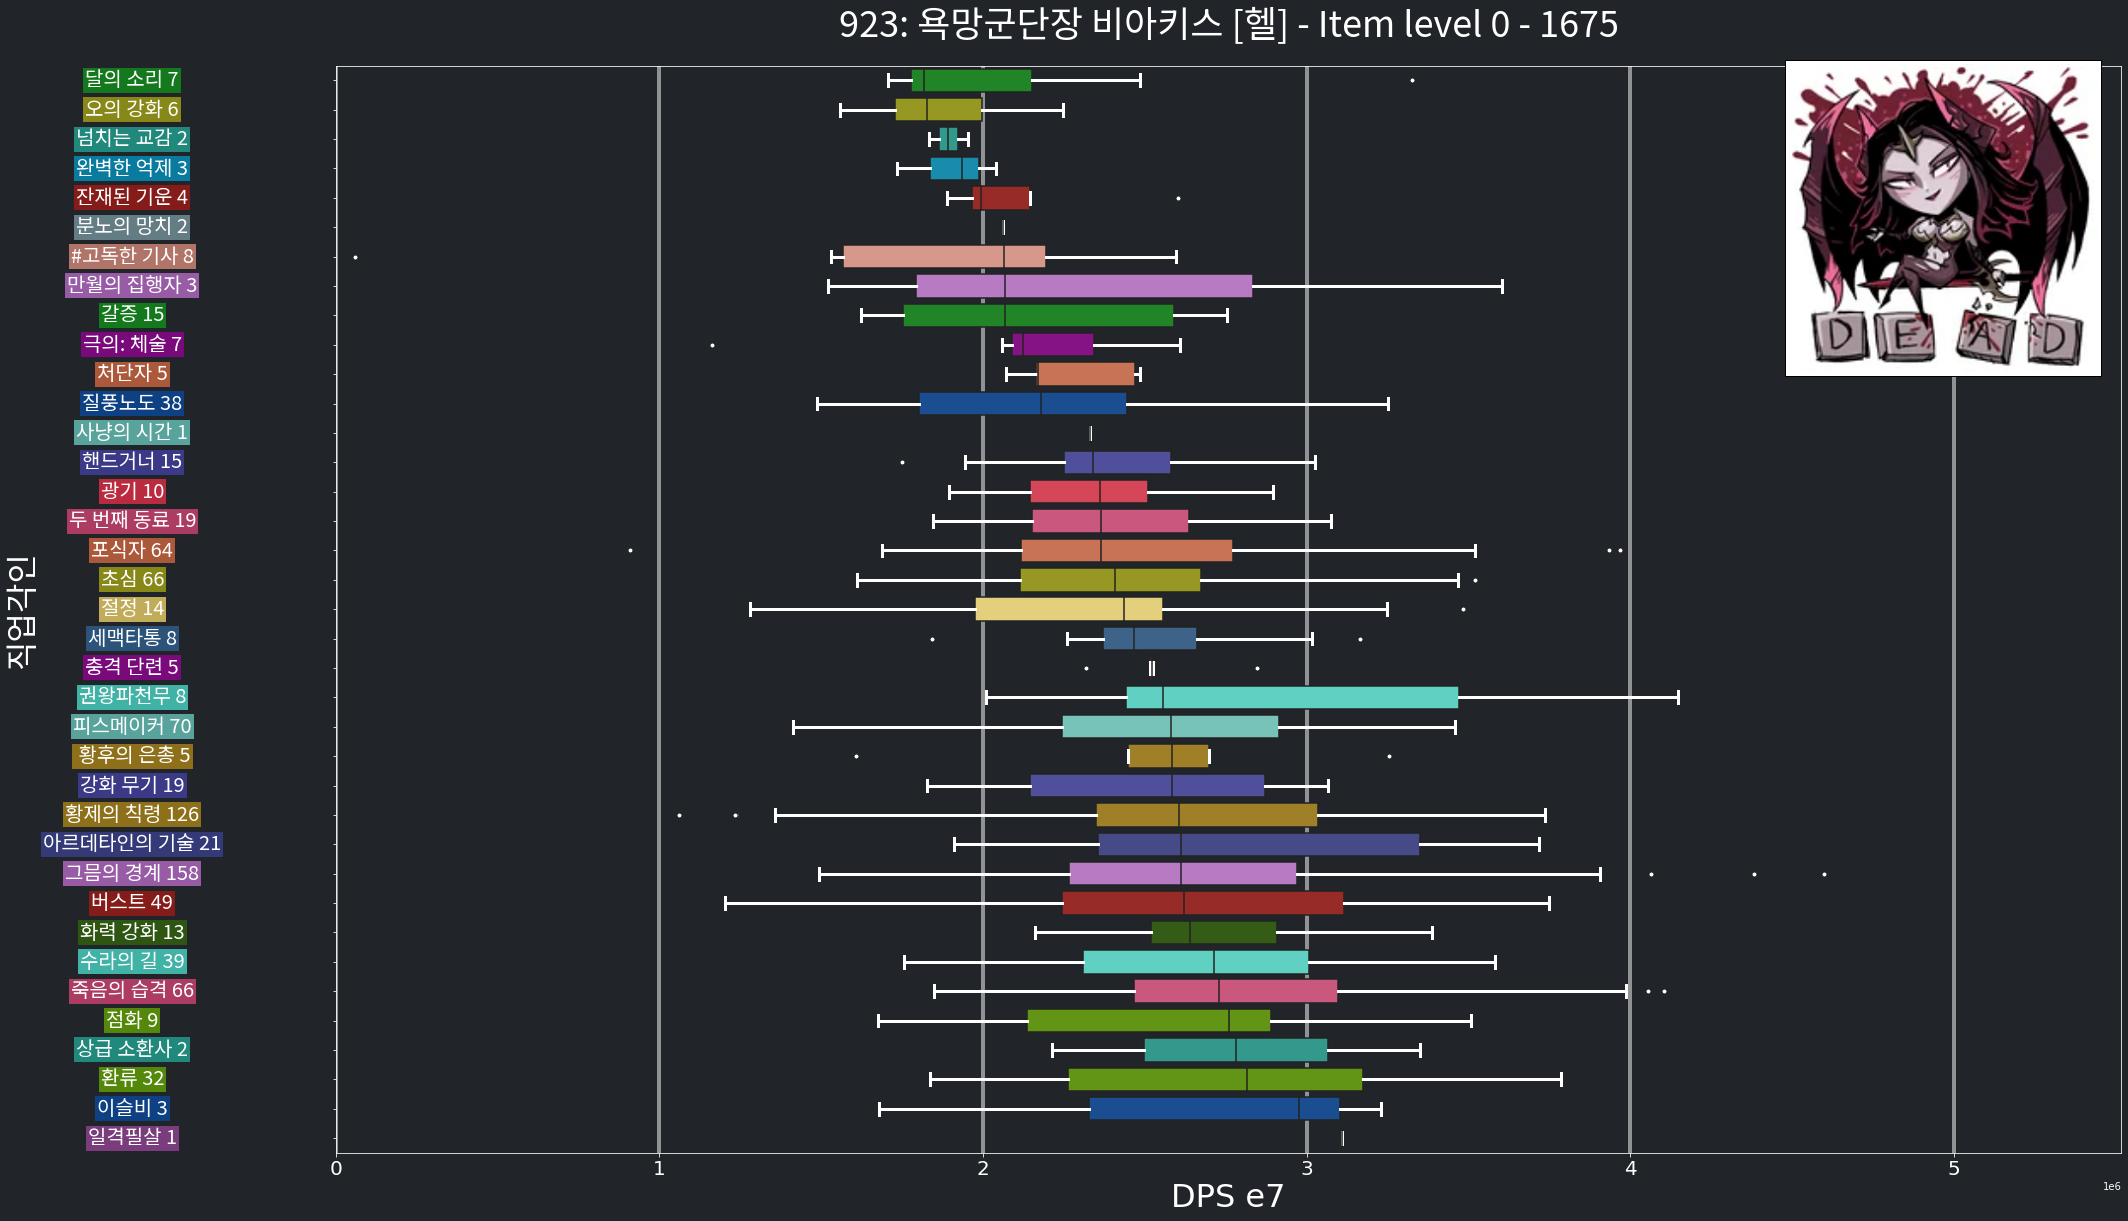 923: 욕망군단장 비아키스 [헬] - Item level 0 - 1675
달의 소리 7
오의 강화 6
넘치는 교감 2
완벽한 억제 3
잔재된 기운 4
분노의 망치 2
#고독한 기사 8
만월의 집행자 3
갈증 15
극의: 체술 7
처단자 5
질풍노도 38
사냥의 시간 1
핸드거너 15
광기 10
두 번째 동료 19
포식자 64
초심 66
절정 14
세맥타통 8
충격 단련 5
권왕파천무 8
피스메이커 70
황후의 은총 5
강화 무기 19
황제의 칙령 126
아르데타인의 기술 21
그믐의 경계 158
버스트 49
화력 강화 13
수라의 길 39
죽음의 습격 66
점화 9
상급 소환사 2
환류 32
이슬비 3
일격필살 1
직업각인
0 1 2 3 4 5
DPS e7
1e6
D E A D